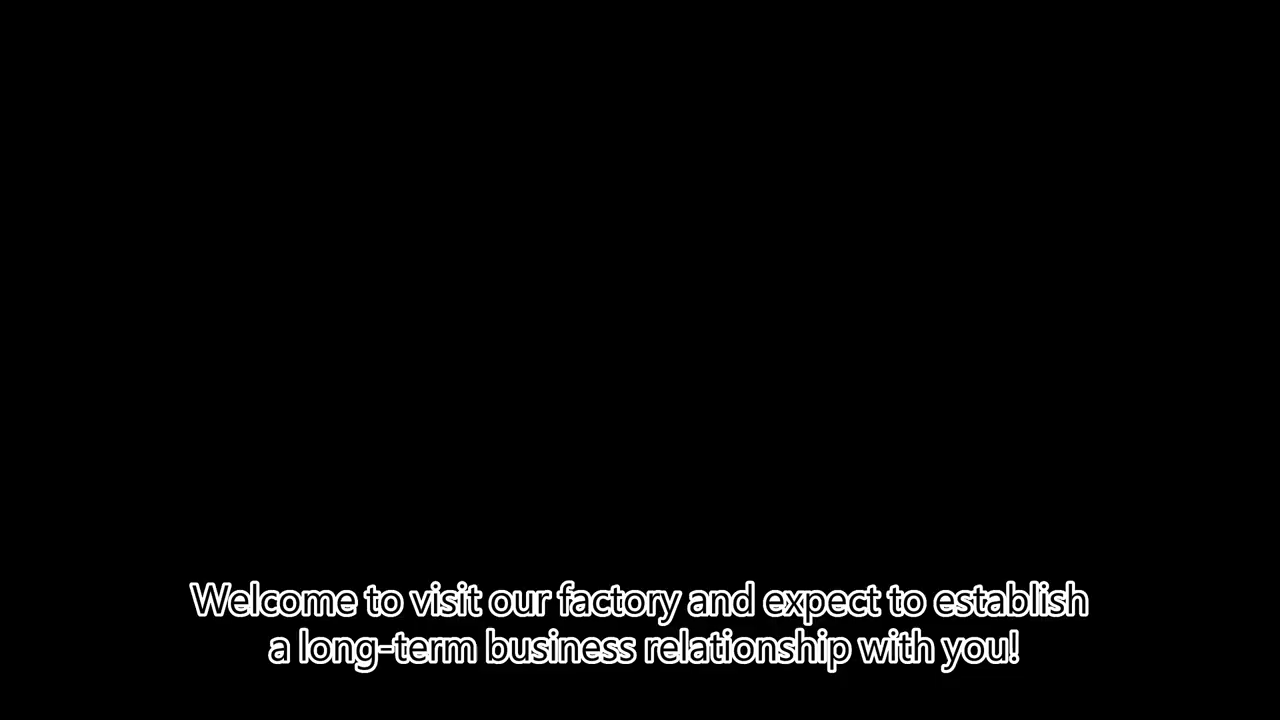 Welcome to visit our factory and expect to establish
a long-term business relationship with you!